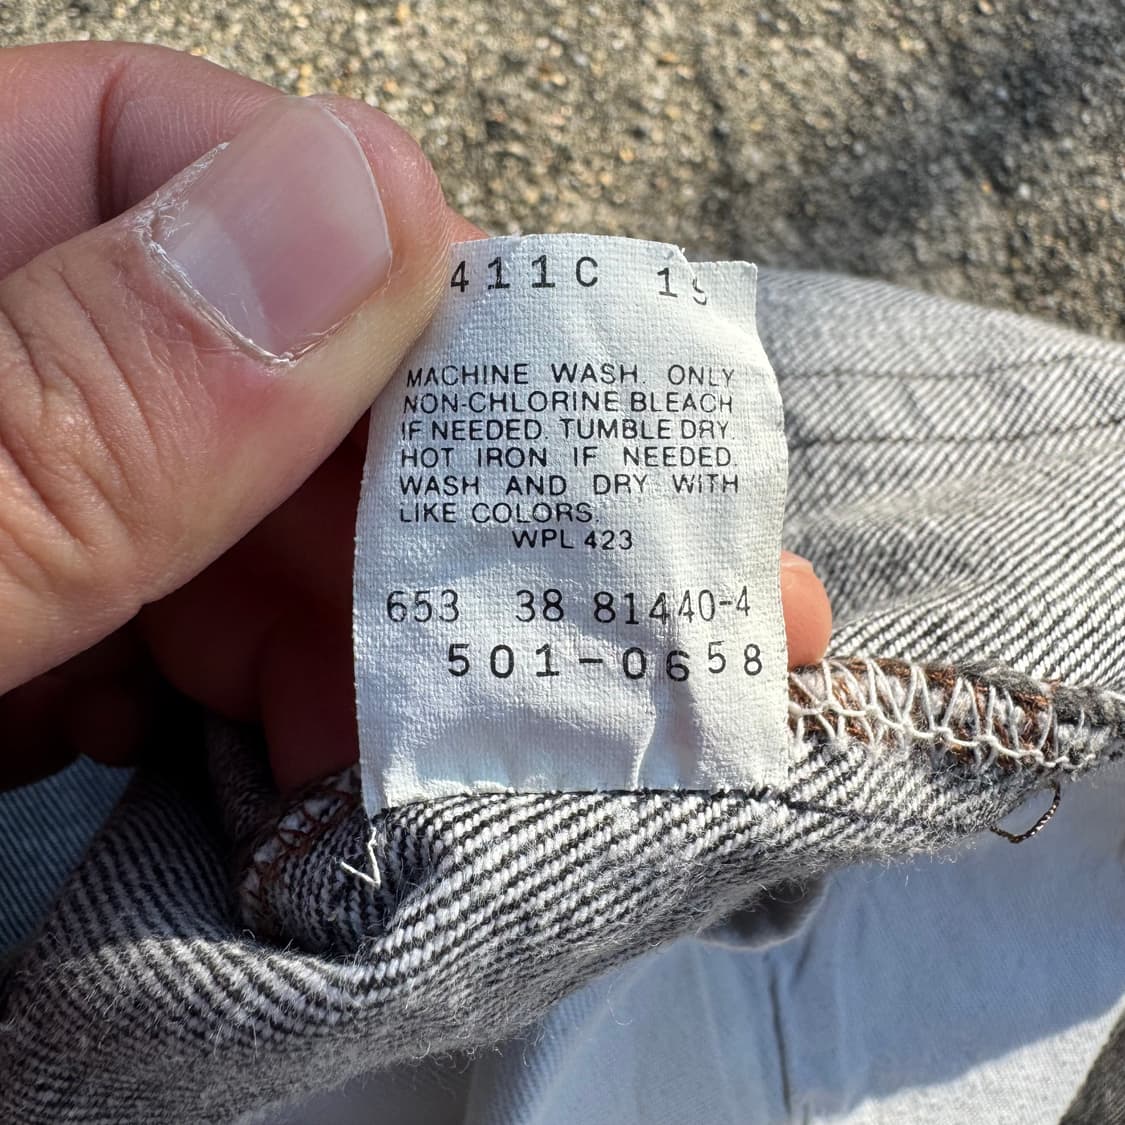 411C 19
MACHINE WASH. ONLY
NON-CHLORINE BLEACH
IF NEEDED. TUMBLE DRY.
HOT IRON IF NEEDED.
WASH AND DRY WITH
LIKE COLORS.
WPL 423
653 38 81440-4
501-0658